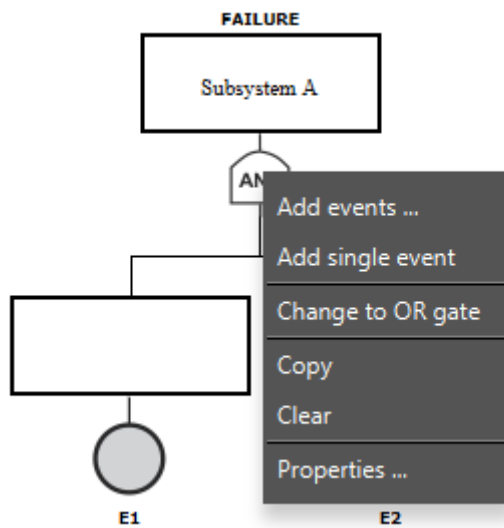 FAILURE
Subsystem A
AN
Add events ...
Add single event
Change to OR gate
Copy
Clear
Properties ...
E1
E2